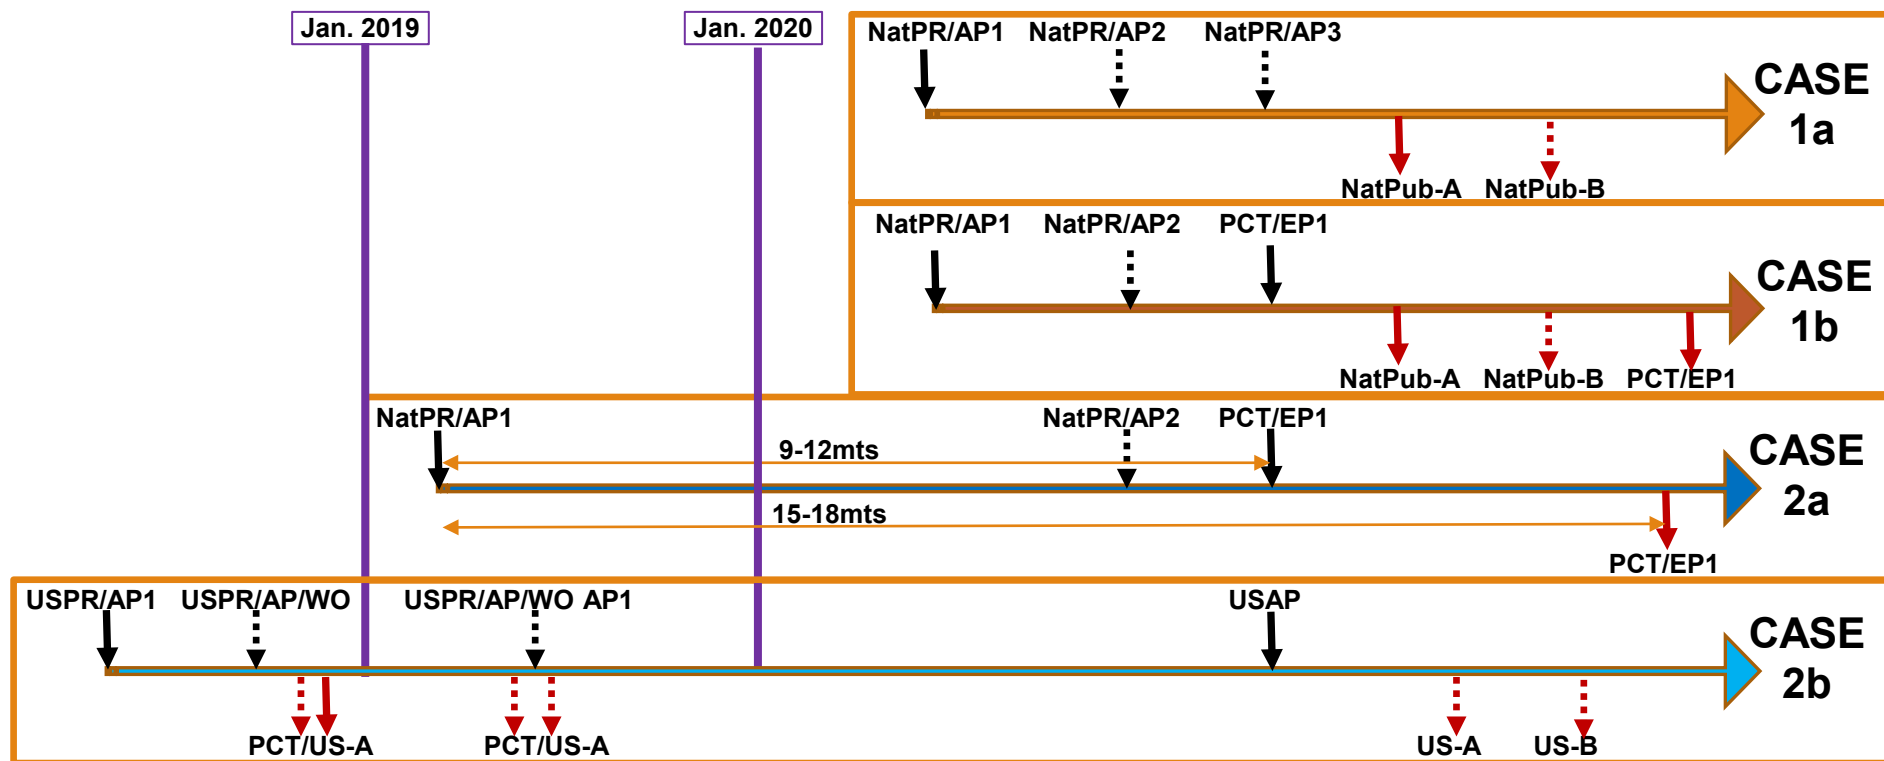 Jan. 2019
Jan. 2020
NatPR/AP1 NatPR/AP2 NatPR/AP3
CASE
1a
NatPub-A NatPub-B
NatPR/AP1 NatPR/AP2 PCT/EP1
CASE
1b
NatPub-A NatPub-B PCT/EP1
NatPR/AP1 NatPR/AP2 PCT/EP1
9-12mts
CASE
2a
15-18mts
PCT/EP1
USPR/AP1 USPR/AP/WO USPR/AP/WO AP1 USAP
CASE
2b
PCT/US-A PCT/US-A US-A US-B